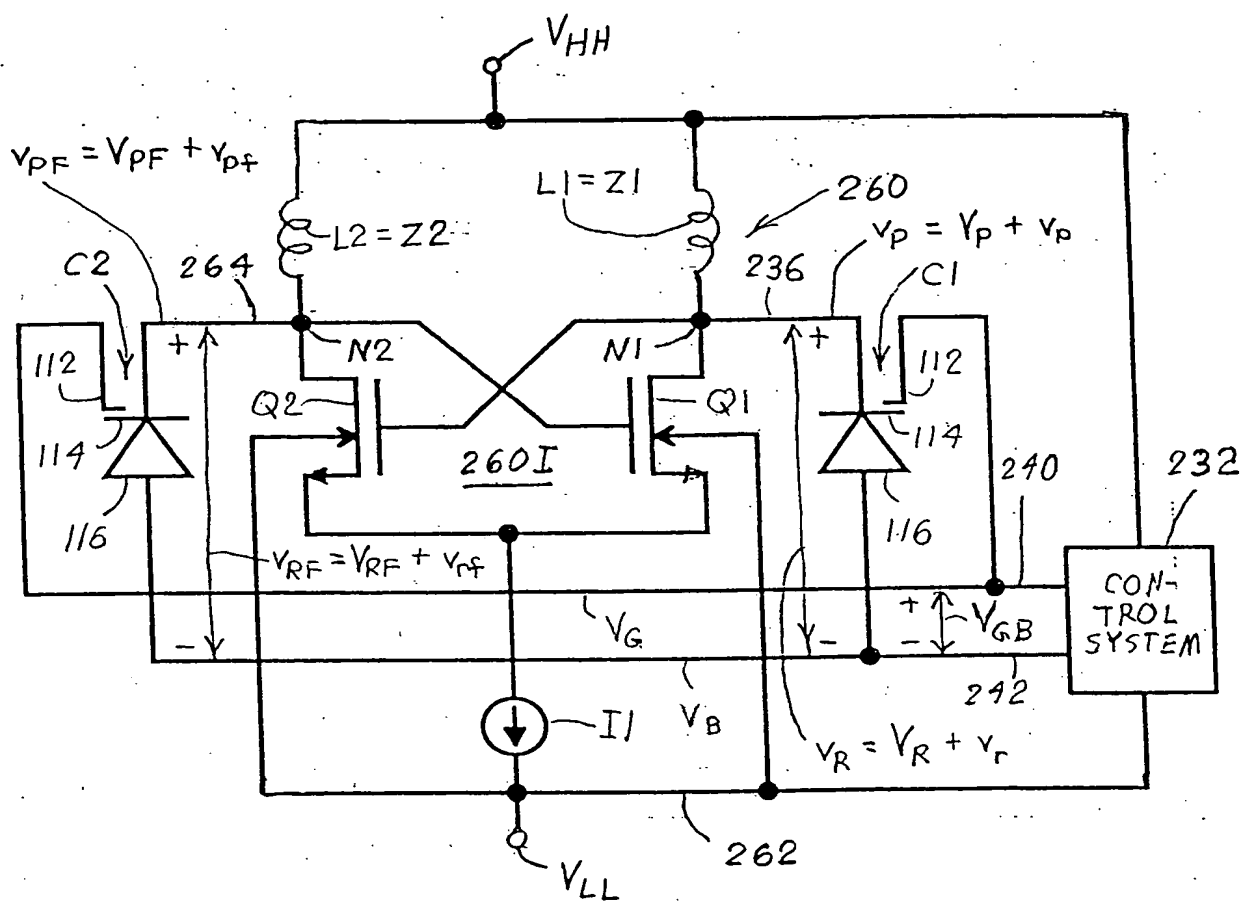 V_HH
v_PF = V_PF + v_pf
L1 = Z1
260
L2 = Z2
v_P = V_P + v_p
C2
264
236
C1
112
N2
N1
112
Q2
Q1
114
260I
114
240
232
116
116
v_RF = V_RF + v_rf
CON-
TROL
SYSTEM
+
-
+
-
+
-
V_G
V_GB
242
V_B
I1
v_R = V_R + v_r
262
V_LL